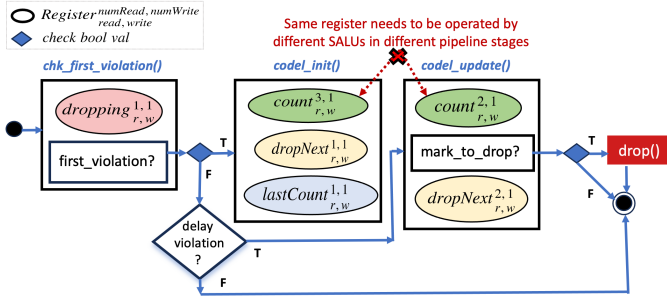 Register numRead, numWrite read, write
check bool val
Same register needs to be operated by
different SALUs in different pipeline stages
chk_first_violation()
codel_init()
codel_update()
dropping 1, 1 r, w
first_violation?
T
F
count 3, 1 r, w
dropNext 1, 1 r, w
lastCount 1, 1 r, w
count 2, 1 r, w
mark_to_drop?
dropNext 2, 1 r, w
T
drop()
F
delay
violation
?
T
F